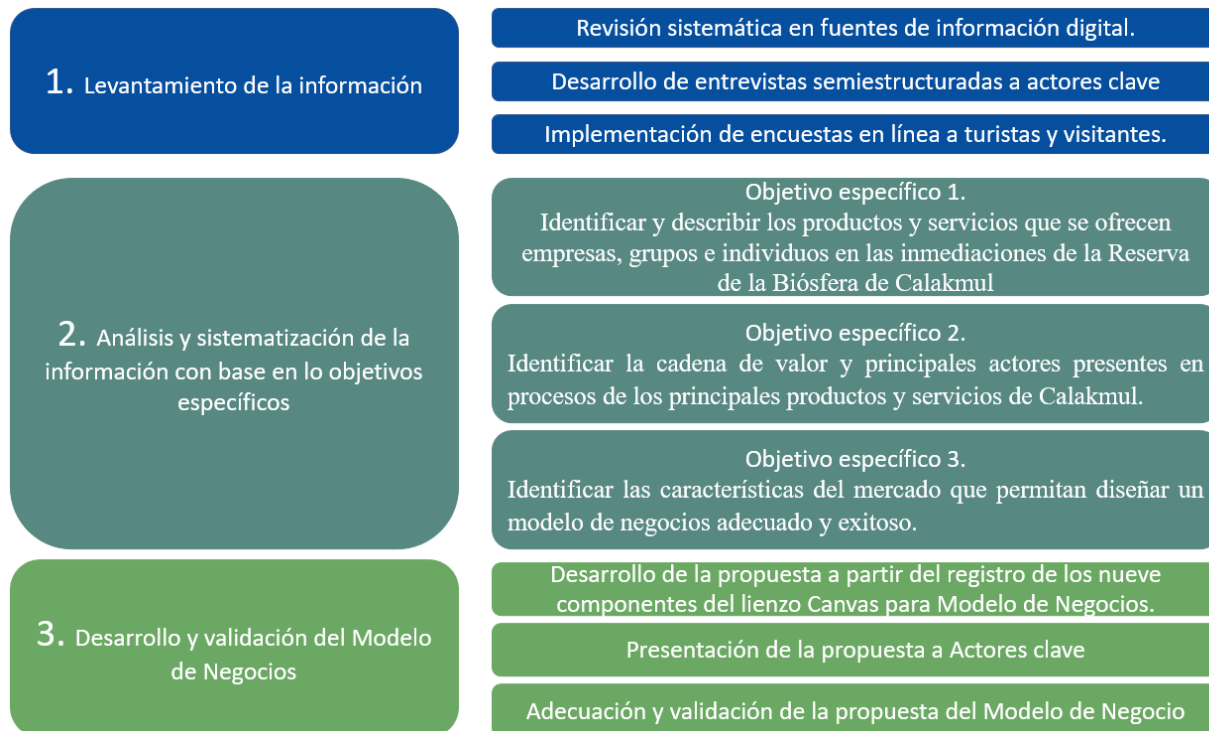 1. Levantamiento de la información
Revisión sistemática en fuentes de información digital.
Desarrollo de entrevistas semiestructuradas a actores clave
Implementación de encuestas en línea a turistas y visitantes.
2. Análisis y sistematización de la
información con base en lo objetivos
específicos
Objetivo específico 1.
Identificar y describir los productos y servicios que se ofrecen
empresas, grupos e individuos en las inmediaciones de la Reserva
de la Biósfera de Calakmul
Objetivo específico 2.
Identificar la cadena de valor y principales actores presentes en
procesos de los principales productos y servicios de Calakmul.
Objetivo específico 3.
Identificar las características del mercado que permitan diseñar un
modelo de negocios adecuado y exitoso.
3. Desarrollo y validación del Modelo
de Negocios
Desarrollo de la propuesta a partir del registro de los nueve
componentes del lienzo Canvas para Modelo de Negocios.
Presentación de la propuesta a Actores clave
Adecuación y validación de la propuesta del Modelo de Negocio